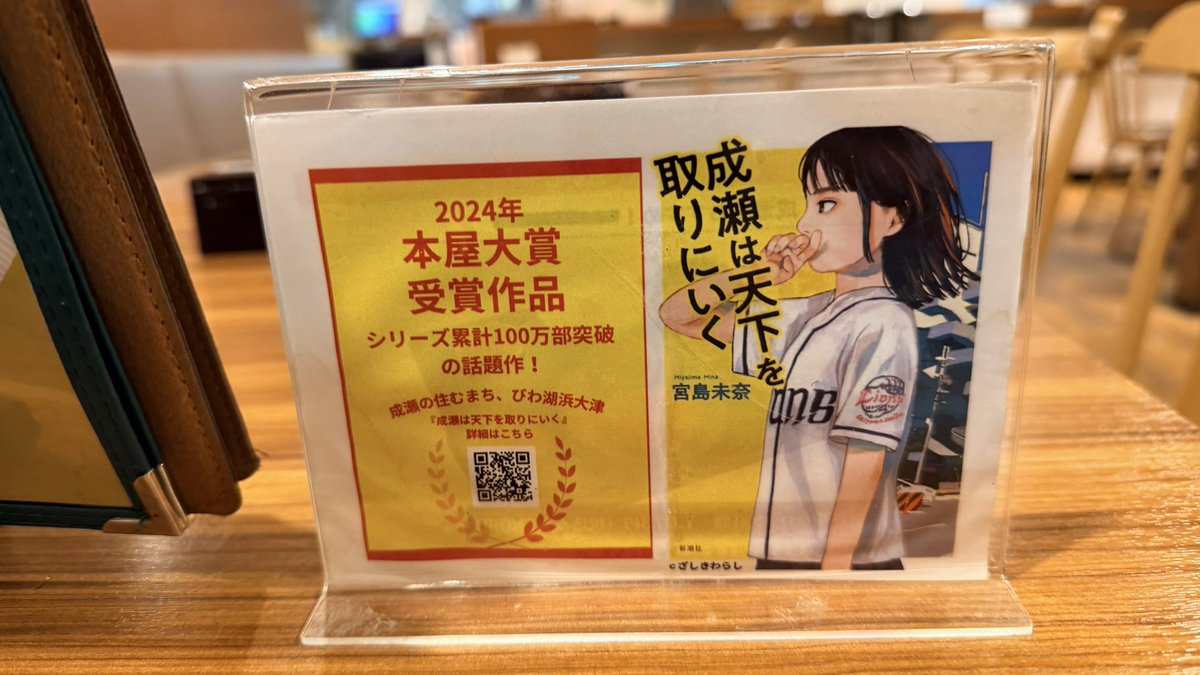 2024年
本屋大賞
受賞作品
シリーズ累計100万部突破
の話題作！
成瀬の住むまち、びわ湖浜大津
『成瀬は天下を取りにいく』
詳細はこちら
成瀬は天下を
取りにいく
Miyajima Mina
宮島未奈
ons
Lions
新潮社
©ざしきわらし